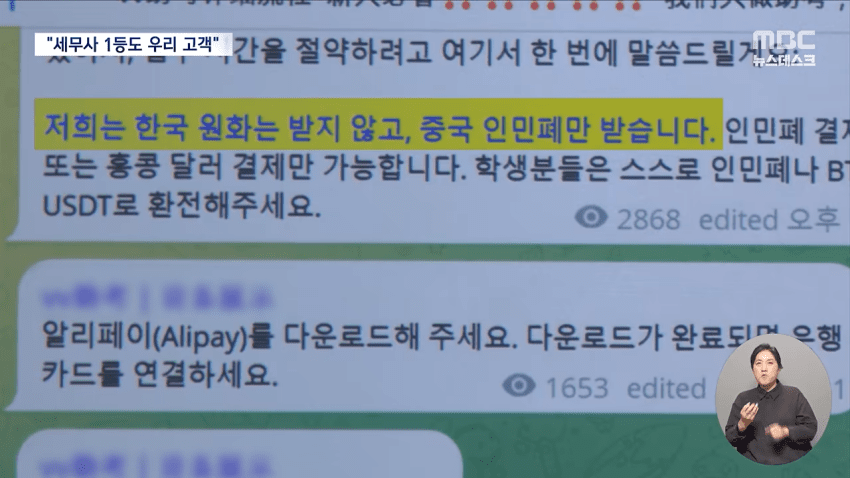 "세무사 1등도 우리 고객"
MBC
뉴스데스크
절약하려고 여기서 한 번에 말씀드릴게요
저희는 한국 원화는 받지 않고, 중국 인민폐만 받습니다. 인민폐 결제
또는 홍콩 달러 결제만 가능합니다. 학생분들은 스스로 인민폐나 BT
USDT로 환전해주세요.
2868 edited 오후
알리페이(Alipay)를 다운로드해 주세요. 다운로드가 완료되면 은행
카드를 연결하세요.
1653 edited